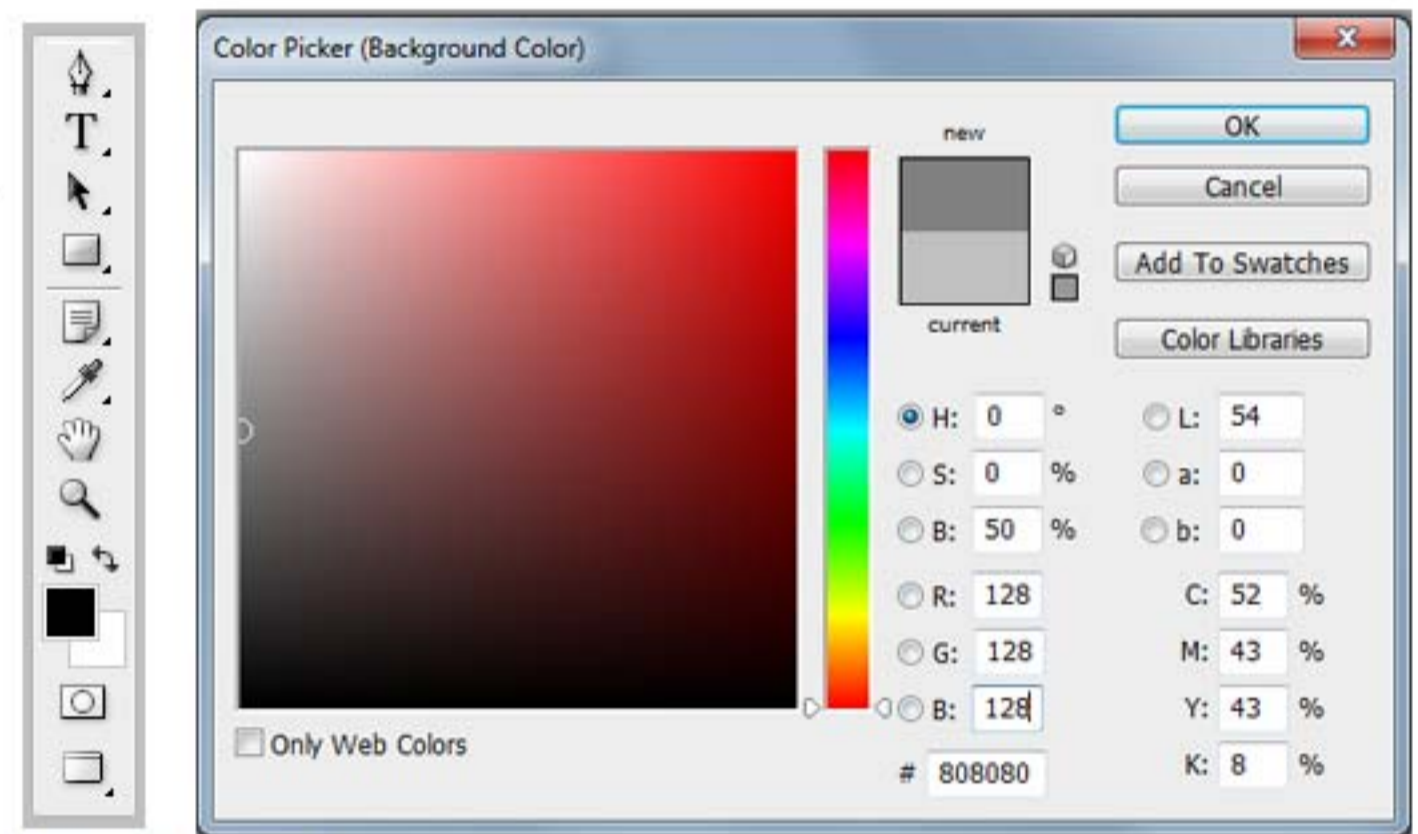 T
Color Picker (Background Color)
new
current
OK
Cancel
Add To Swatches
Color Libraries
H: 0 °
S: 0 %
B: 50 %
R: 128
G: 128
B: 128
# 808080
L: 54
a: 0
b: 0
C: 52 %
M: 43 %
Y: 43 %
K: 8 %
Only Web Colors